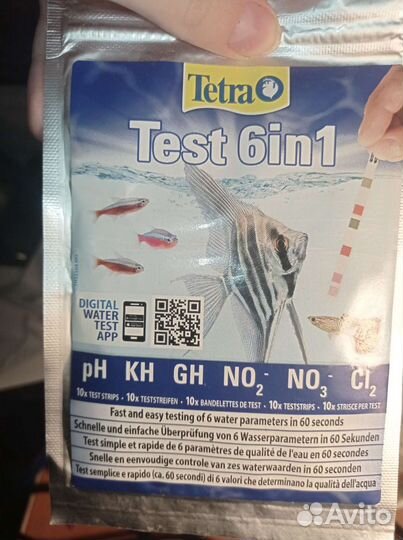 Tetra
Test 6in1
DIGITAL
WATER
TEST
APP
pH KH GH NO2- NO3- Cl2
10x TEST STRIPS · 10x TESTSTREIFEN · 10x BANDELETTES DE TEST · 10x TESTSTRIPS · 10x STRISCE PER TEST
Fast and easy testing of 6 water parameters in 60 seconds
Schnelle und einfache Überprüfung von 6 Wasserparametern in 60 Sekunden
Test simple et rapide de 6 paramètres de qualité de l'eau en 60 secondes
Snelle en eenvoudige controle van zes waterwaarden in 60 seconden
Test semplice e rapido (ca. 60 secondi) di 6 valori che determinano la qualità dell'acqua
Avito